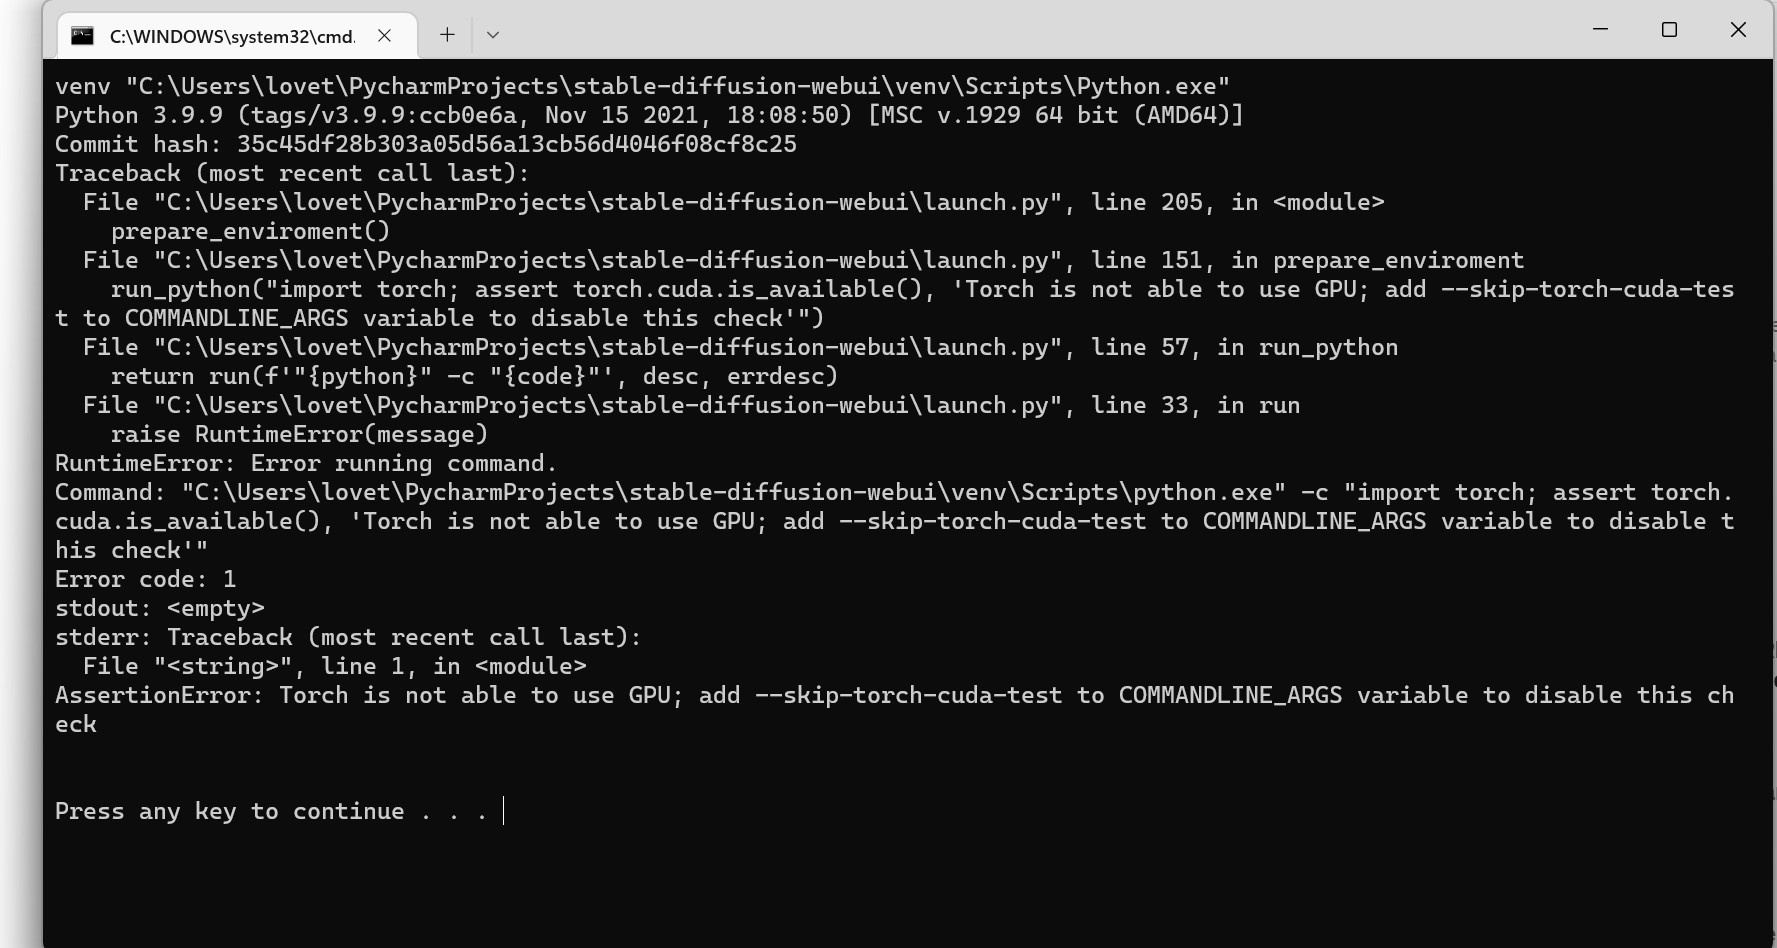 C:\WINDOWS\system32\cmd.
venv "C:\Users\lovet\PycharmProjects\stable-diffusion-webui\venv\Scripts\Python.exe"
Python 3.9.9 (tags/v3.9.9:ccb0e6a, Nov 15 2021, 18:08:50) [MSC v.1929 64 bit (AMD64)]
Commit hash: 35c45df28b303a05d56a13cb56d4046f08cf8c25
Traceback (most recent call last):
  File "C:\Users\lovet\PycharmProjects\stable-diffusion-webui\launch.py", line 205, in <module>
    prepare_enviroment()
  File "C:\Users\lovet\PycharmProjects\stable-diffusion-webui\launch.py", line 151, in prepare_enviroment
    run_python("import torch; assert torch.cuda.is_available(), 'Torch is not able to use GPU; add --skip-torch-cuda-tes
t to COMMANDLINE_ARGS variable to disable this check'")
  File "C:\Users\lovet\PycharmProjects\stable-diffusion-webui\launch.py", line 57, in run_python
    return run(f'"{python}" -c "{code}"', desc, errdesc)
  File "C:\Users\lovet\PycharmProjects\stable-diffusion-webui\launch.py", line 33, in run
    raise RuntimeError(message)
RuntimeError: Error running command.
Command: "C:\Users\lovet\PycharmProjects\stable-diffusion-webui\venv\Scripts\python.exe" -c "import torch; assert torch.
cuda.is_available(), 'Torch is not able to use GPU; add --skip-torch-cuda-test to COMMANDLINE_ARGS variable to disable t
his check'"
Error code: 1
stdout: <empty>
stderr: Traceback (most recent call last):
  File "<string>", line 1, in <module>
AssertionError: Torch is not able to use GPU; add --skip-torch-cuda-test to COMMANDLINE_ARGS variable to disable this ch
eck
Press any key to continue . . .